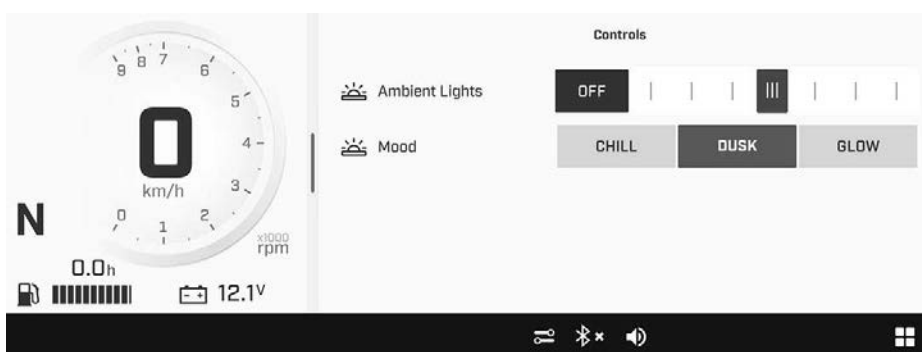 Controls
Ambient Lights OFF
Mood CHILL DUSK GLOW
9 8 7 6
5
4
3
2
1
0
0
km/h
x1000
rpm
N
0.0h
12.1V